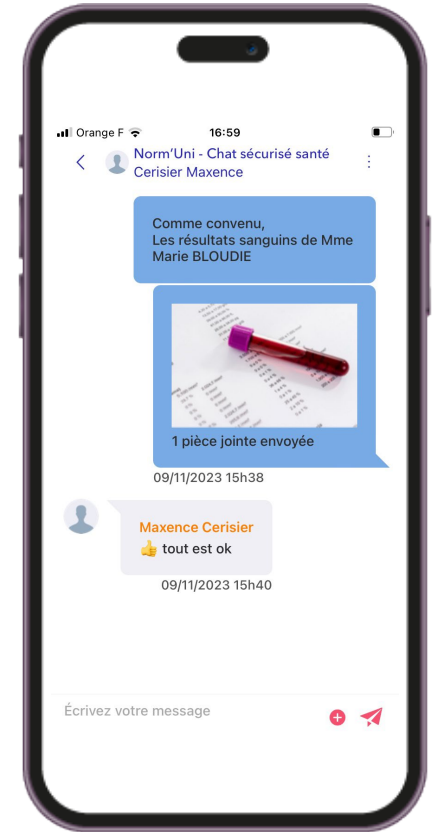 Orange F 16:59
Norm'Uni - Chat sécurisé santé
Cerisier Maxence
Comme convenu,
Les résultats sanguins de Mme
Marie BLOUDIE
1 pièce jointe envoyée
09/11/2023 15h38
Maxence Cerisier
👍 tout est ok
09/11/2023 15h40
Écrivez votre message